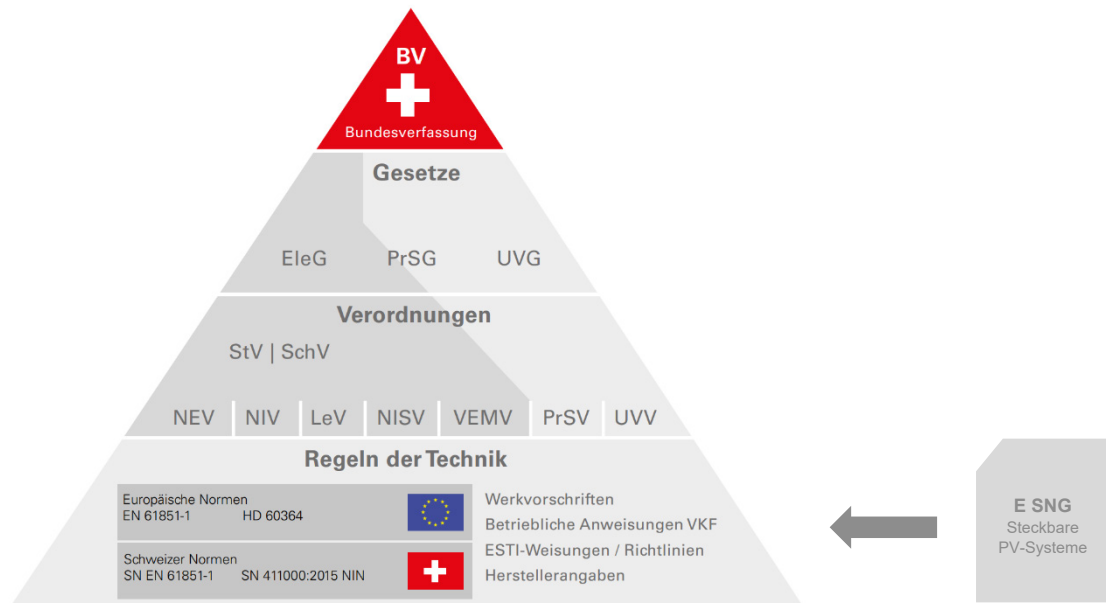 BV
Bundesverfassung
Gesetze
EleG PrSG UVG
Verordnungen
StV | SchV
NEV NIV LeV NISV VEMV PrSV UVV
Regeln der Technik
Europäische Normen
EN 61851-1 HD 60364
Schweizer Normen
SN EN 61851-1 SN 411000:2015 NIN
Werkvorschriften
Betriebliche Anweisungen VKF
ESTI-Weisungen / Richtlinien
Herstellerangaben
E SNG
Steckbare
PV-Systeme